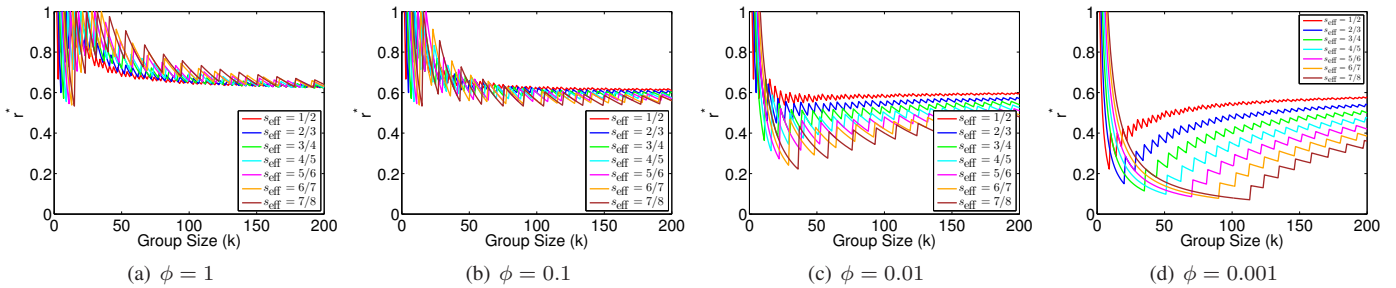 1
0.8
0.6
0.4
0.2
0
r*
0 50 100 150 200
Group Size (k)
s_eff = 1/2
s_eff = 2/3
s_eff = 3/4
s_eff = 4/5
s_eff = 5/6
s_eff = 6/7
s_eff = 7/8
(a) ϕ = 1
1
0.8
0.6
0.4
0.2
0
r*
0 50 100 150 200
Group Size (k)
s_eff = 1/2
s_eff = 2/3
s_eff = 3/4
s_eff = 4/5
s_eff = 5/6
s_eff = 6/7
s_eff = 7/8
(b) ϕ = 0.1
1
0.8
0.6
0.4
0.2
0
r*
0 50 100 150 200
Group Size (k)
s_eff = 1/2
s_eff = 2/3
s_eff = 3/4
s_eff = 4/5
s_eff = 5/6
s_eff = 6/7
s_eff = 7/8
(c) ϕ = 0.01
1
0.8
0.6
0.4
0.2
0
r*
0 50 100 150 200
Group Size (k)
s_eff = 1/2
s_eff = 2/3
s_eff = 3/4
s_eff = 4/5
s_eff = 5/6
s_eff = 6/7
s_eff = 7/8
(d) ϕ = 0.001